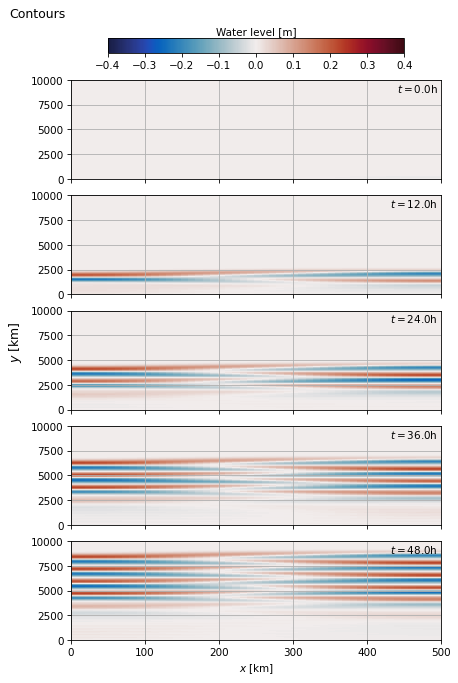 Contours
Water level [m]
−0.4 −0.3 −0.2 −0.1 0.0 0.1 0.2 0.3 0.4
10000
t = 0.0h
7500
5000
2500
0
10000
t = 12.0h
7500
5000
2500
0
10000
t = 24.0h
7500
5000
2500
0
y [km]
10000
t = 36.0h
7500
5000
2500
0
10000
t = 48.0h
7500
5000
2500
0
0 100 200 300 400 500
x [km]